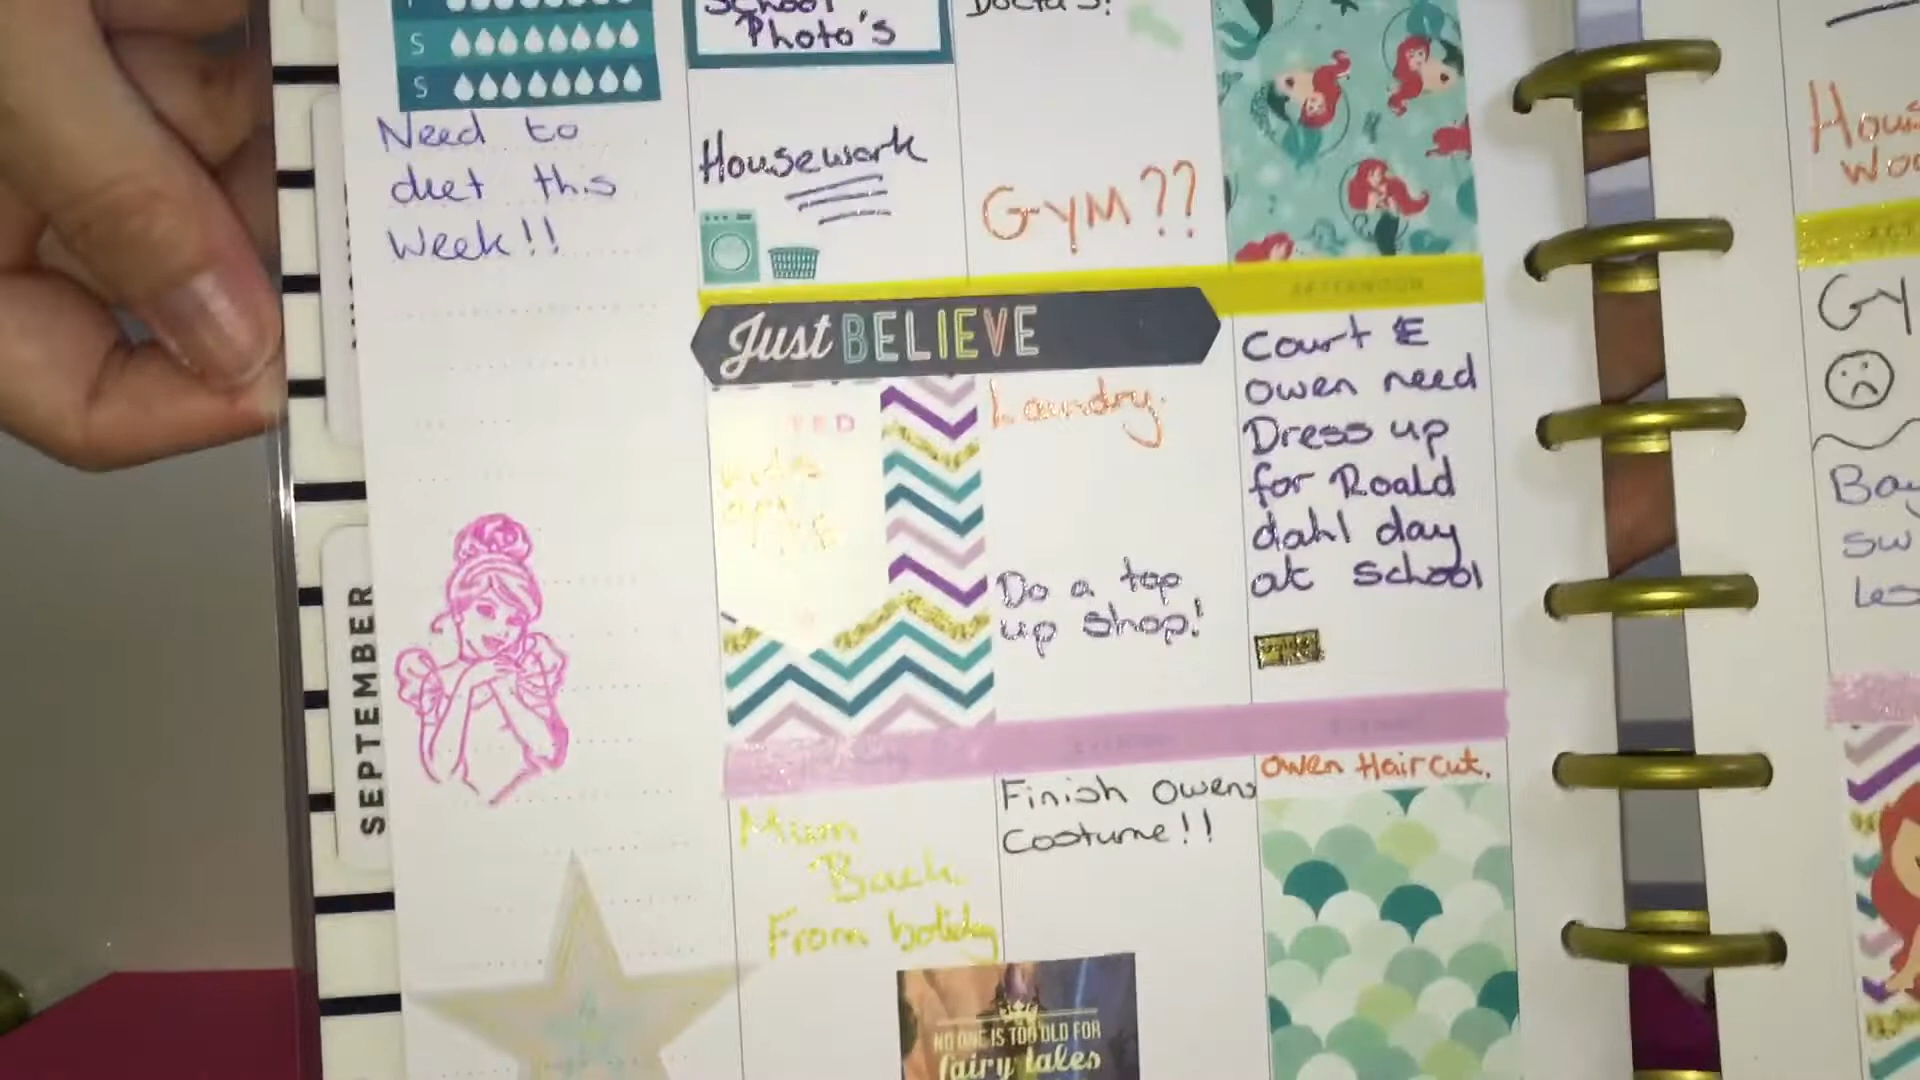 S
S
School
Photo's
Need to
diet this
Week!!
Housework
GYM??
AFTERNOON
Just BELIEVE
Laundry.
Do a top
up shop!
Court &
Owen need
Dress up
for Roald
dahl day
at school
SEPTEMBER
Mum
Back
From holiday
Finish Owens
Costume!!
Owen Haircut.
NO ONE IS TOO OLD FOR
fairy tales
Gy